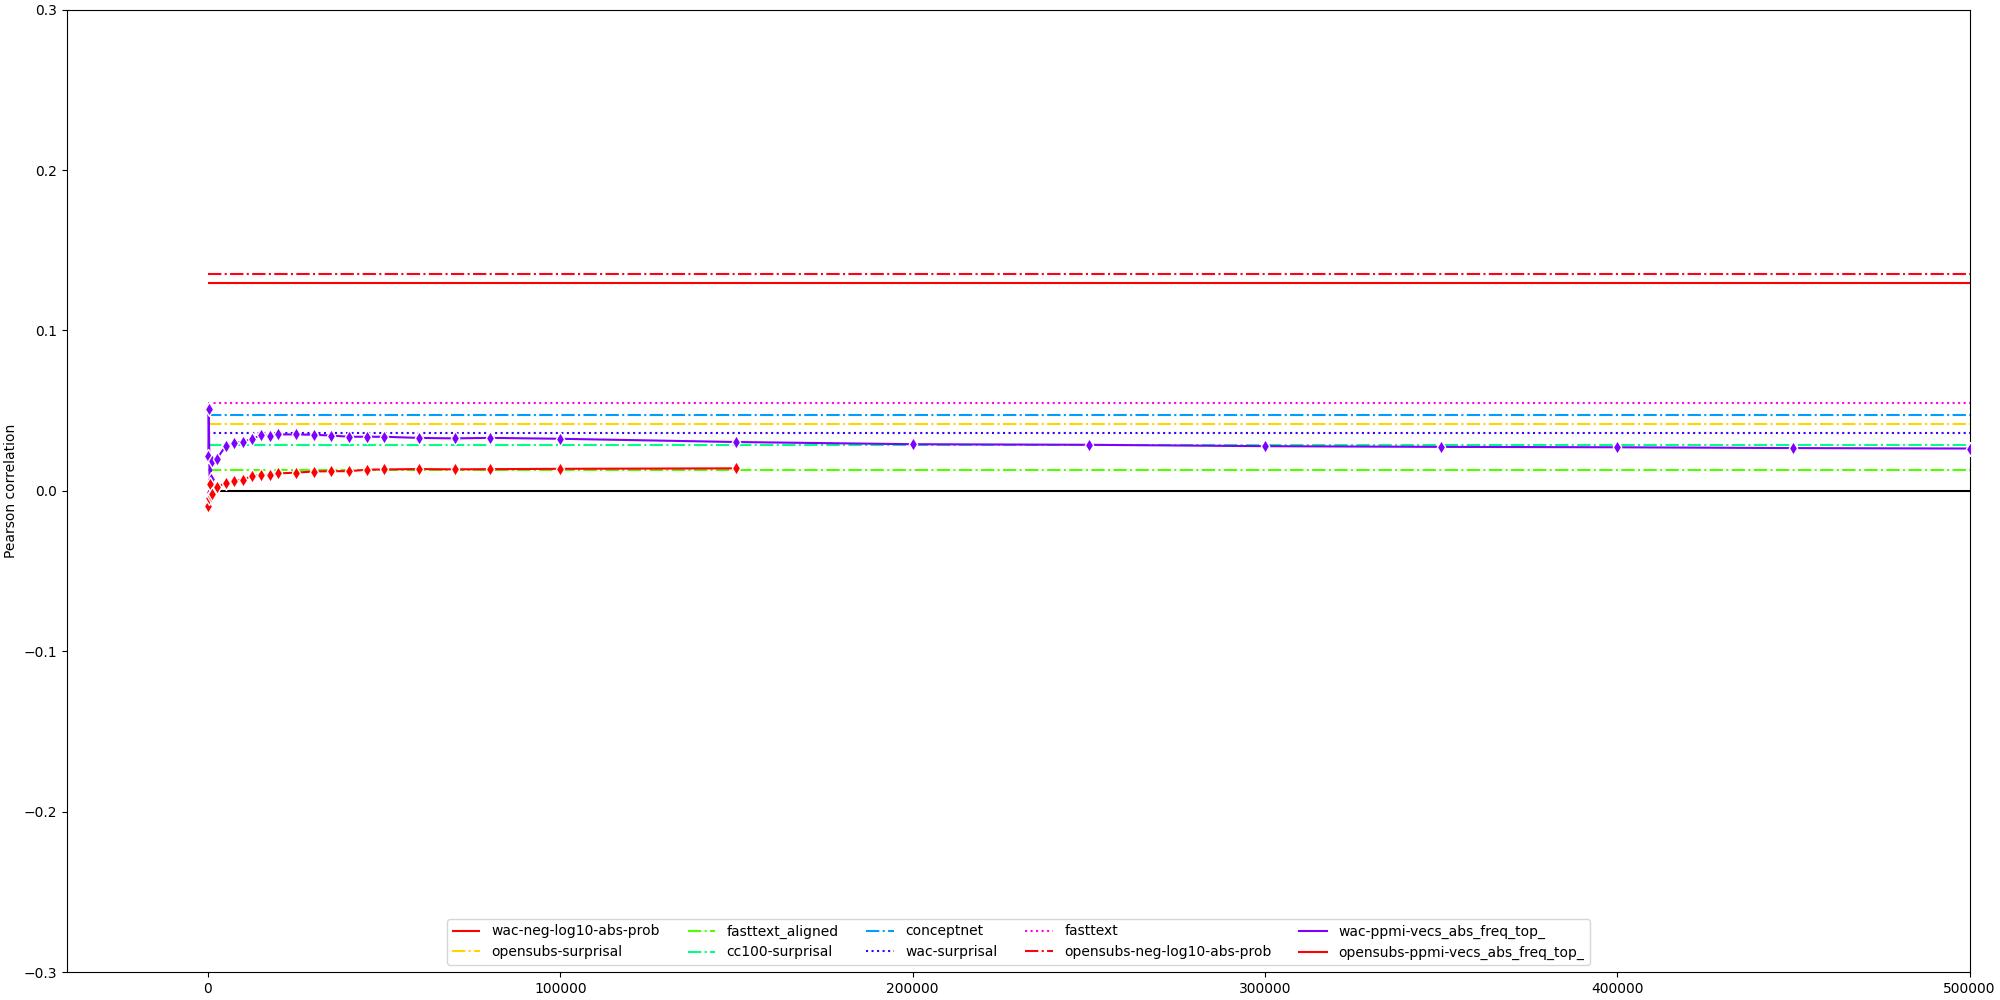 0.3
0.2
0.1
0.0
−0.1
−0.2
−0.3
Pearson correlation
0 100000 200000 300000 400000 500000
wac-neg-log10-abs-prob fasttext_aligned conceptnet fasttext wac-ppmi-vecs_abs_freq_top_
opensubs-surprisal cc100-surprisal wac-surprisal opensubs-neg-log10-abs-prob opensubs-ppmi-vecs_abs_freq_top_